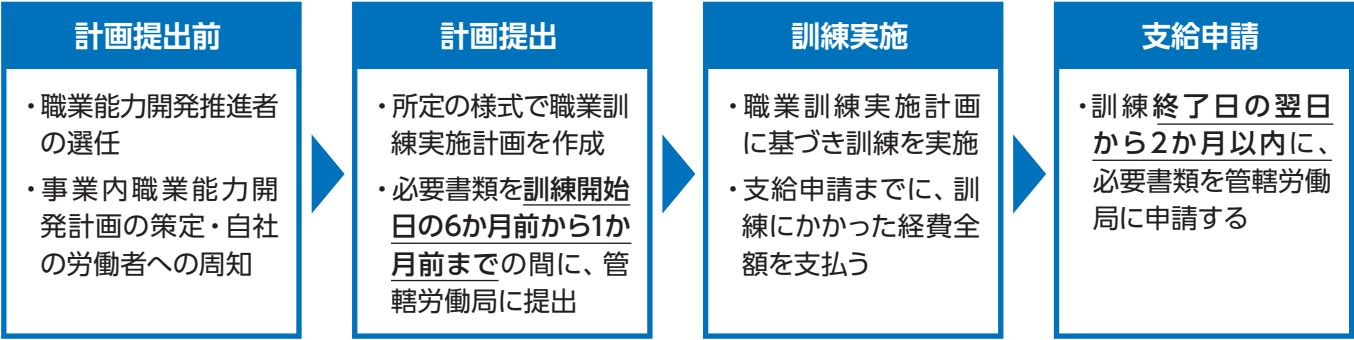 計画提出前
・職業能力開発推進者
の選任
・事業内職業能力開
発計画の策定・自社
の労働者への周知
計画提出
・所定の様式で職業訓
練実施計画を作成
・必要書類を訓練開始
日の6か月前から1か
月前までの間に、管
轄労働局に提出
訓練実施
・職業訓練実施計画
に基づき訓練を実施
・支給申請までに、訓
練にかかった経費全
額を支払う
支給申請
・訓練終了日の翌日
から2か月以内に、
必要書類を管轄労働
局に申請する